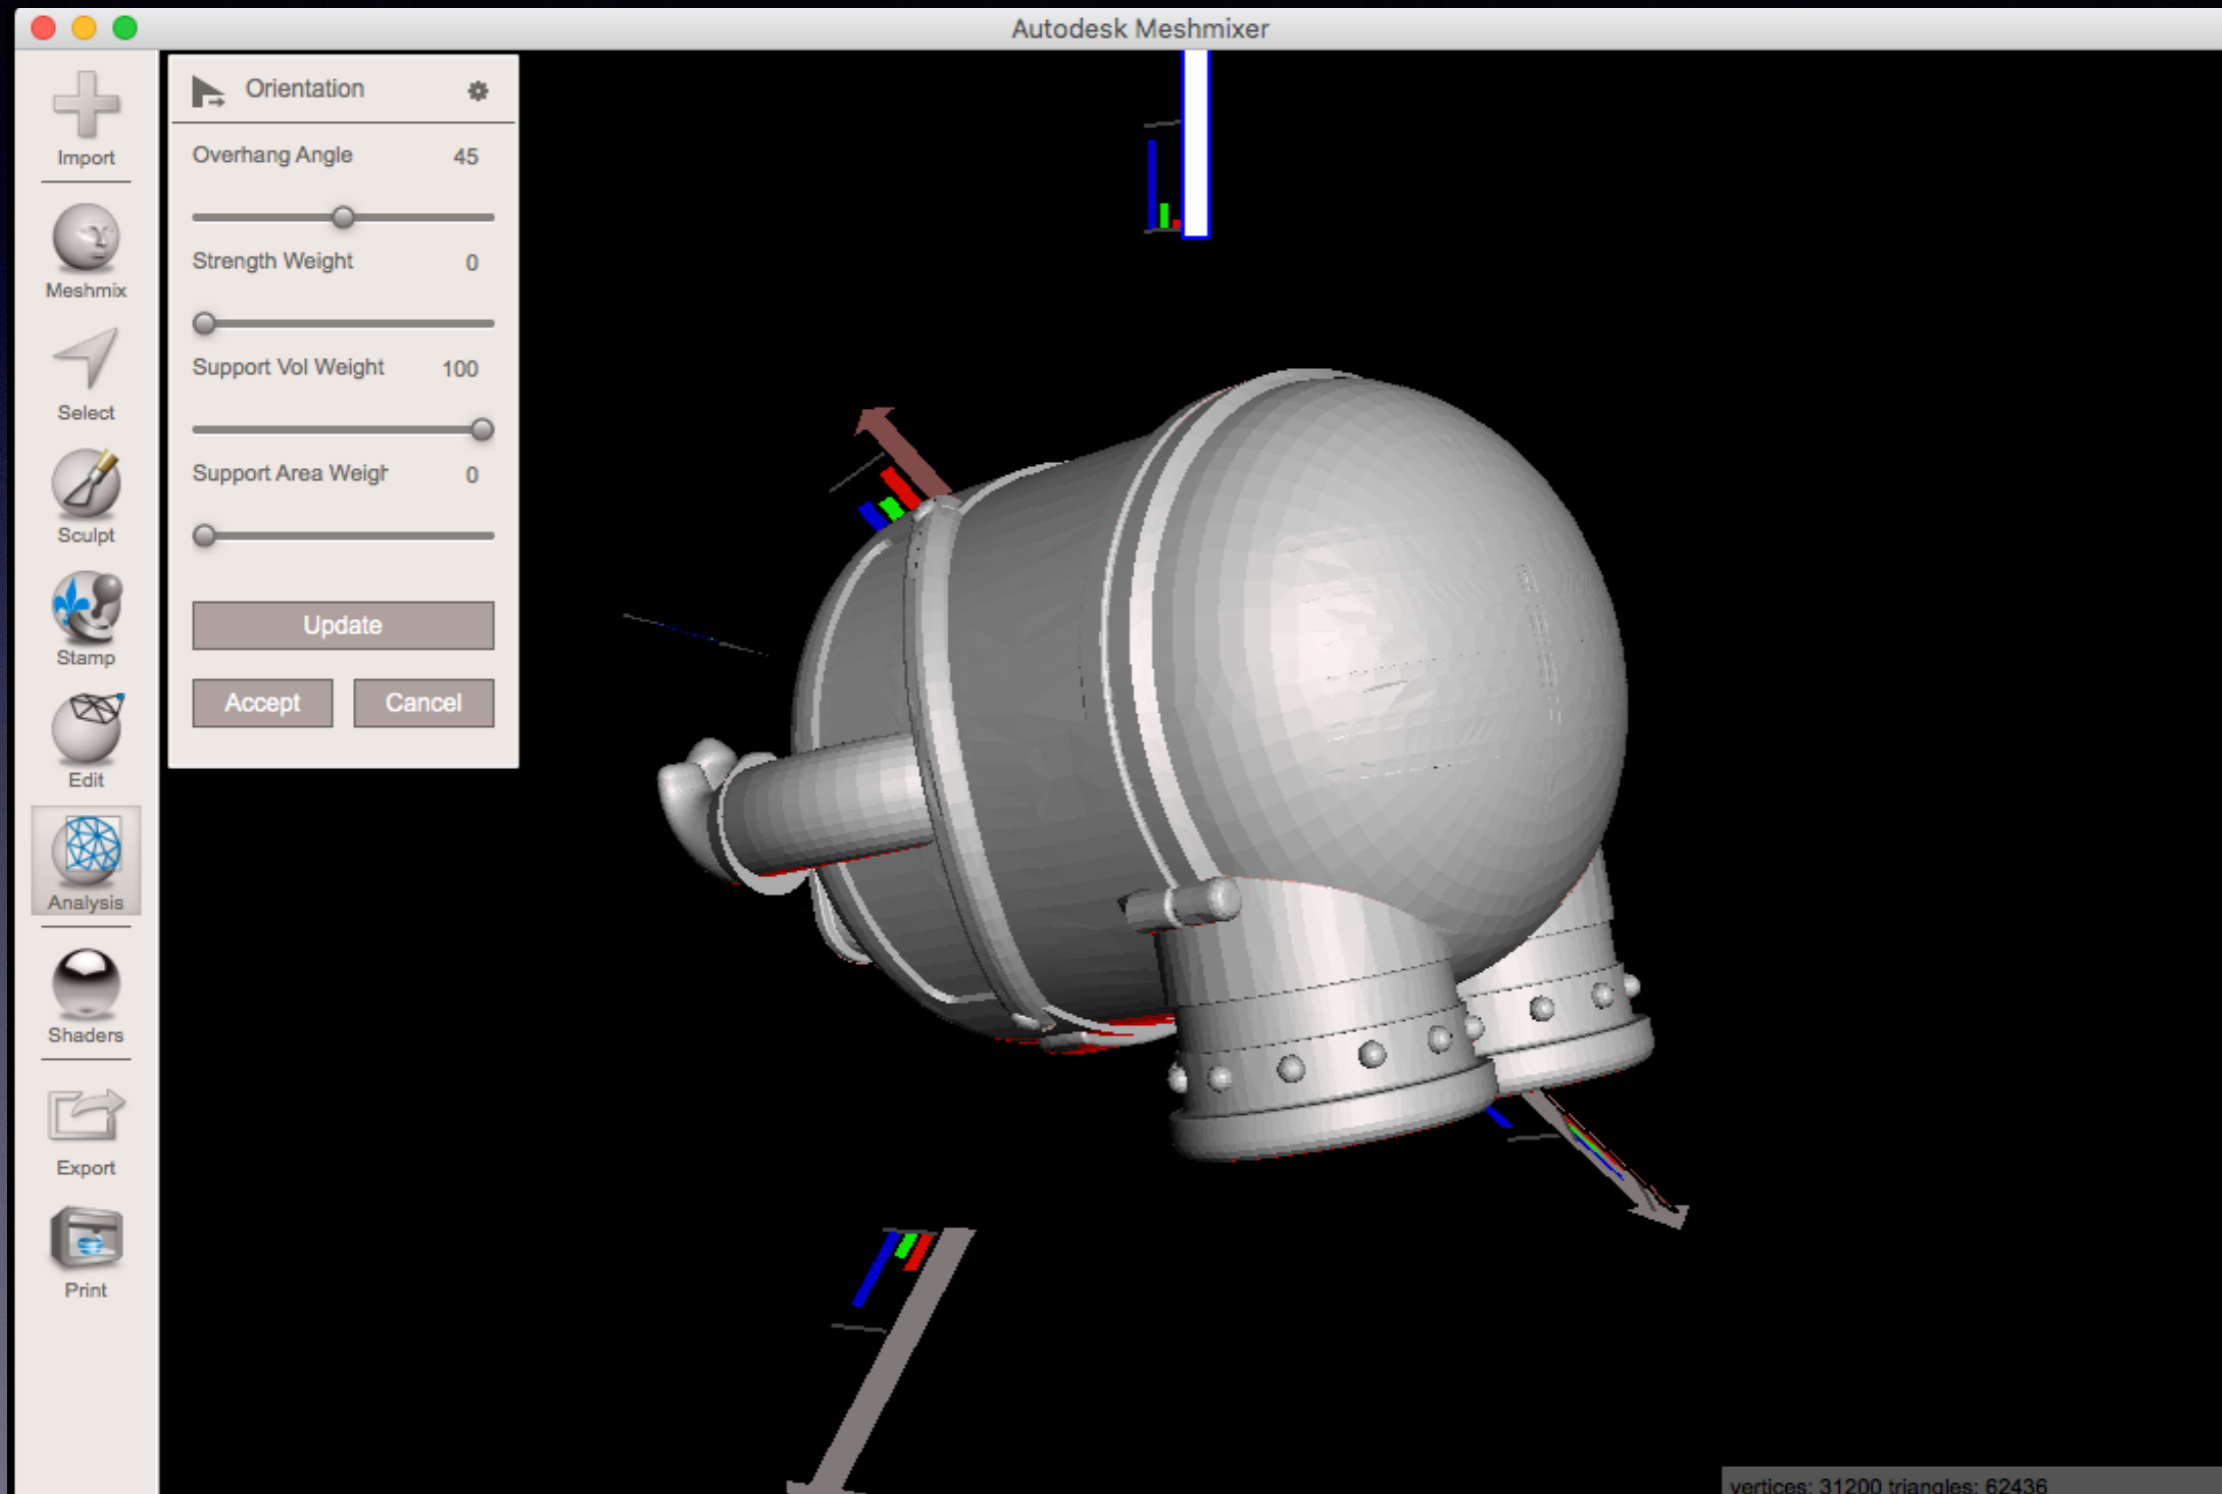 Autodesk Meshmixer
Import
Meshmix
Select
Sculpt
Stamp
Edit
Analysis
Shaders
Export
Print
Orientation
Overhang Angle 45
Strength Weight 0
Support Vol Weight 100
Support Area Weigh 0
Update
Accept Cancel
vertices: 31200 triangles: 62436